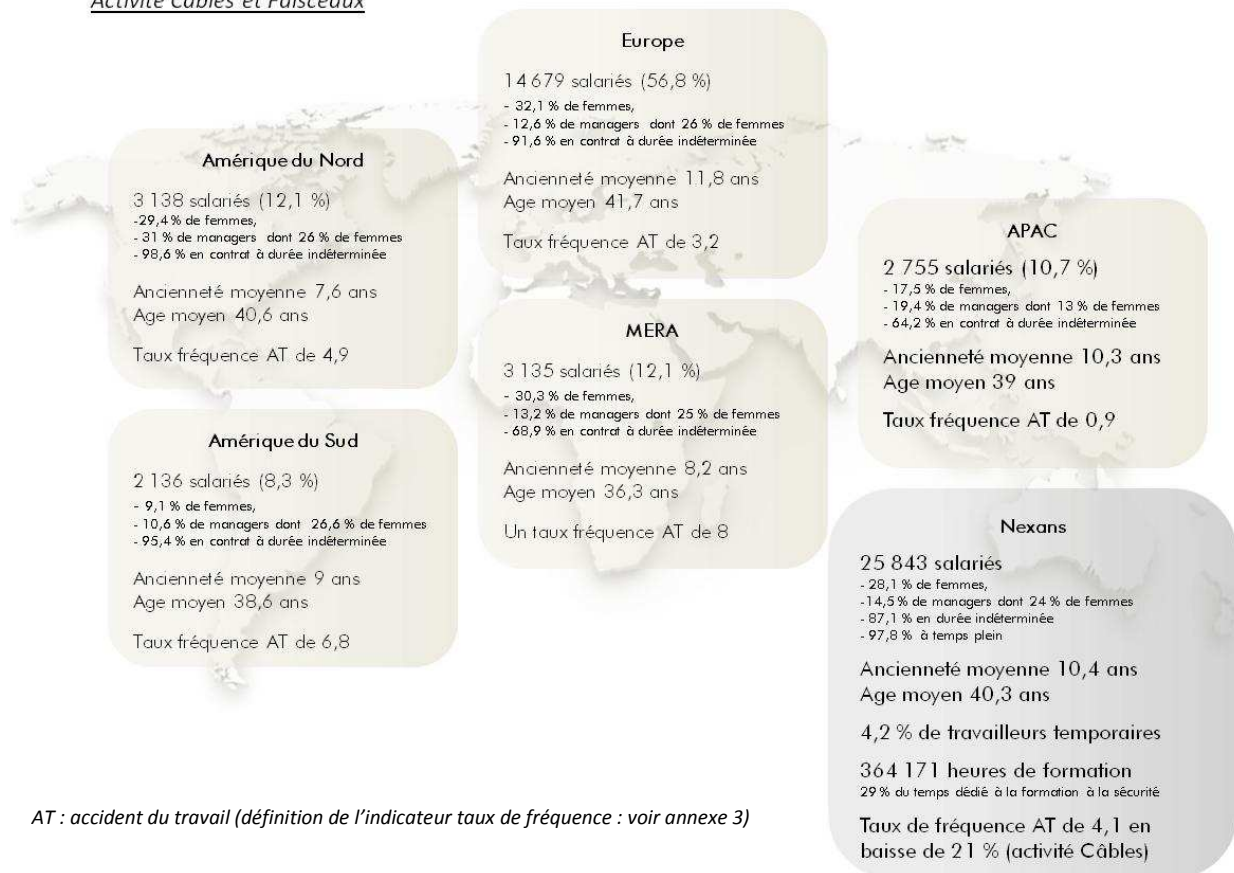 Activité Câbles et Faisceaux
Europe
14 679 salariés (56,8 %)
- 32,1 % de femmes,
- 12,6 % de managers dont 26 % de femmes
- 91,6 % en contrat à durée indéterminée
Ancienneté moyenne 11,8 ans
Age moyen 41,7 ans
Taux fréquence AT de 3,2
Amérique du Nord
3 138 salariés (12,1 %)
-29,4 % de femmes,
- 31 % de managers dont 26 % de femmes
- 98,6 % en contrat à durée indéterminée
Ancienneté moyenne 7,6 ans
Age moyen 40,6 ans
Taux fréquence AT de 4,9
APAC
2 755 salariés (10,7 %)
- 17,5 % de femmes,
- 19,4 % de managers dont 13 % de femmes
- 64,2 % en contrat à durée indéterminée
Ancienneté moyenne 10,3 ans
Age moyen 39 ans
Taux fréquence AT de 0,9
MERA
3 135 salariés (12,1 %)
- 30,3 % de femmes,
- 13,2 % de managers dont 25 % de femmes
- 68,9 % en contrat à durée indéterminée
Ancienneté moyenne 8,2 ans
Age moyen 36,3 ans
Un taux fréquence AT de 8
Amérique du Sud
2 136 salariés (8,3 %)
- 9,1 % de femmes,
- 10,6 % de managers dont 26,6 % de femmes
- 95,4 % en contrat à durée indéterminée
Ancienneté moyenne 9 ans
Age moyen 38,6 ans
Taux fréquence AT de 6,8
Nexans
25 843 salariés
- 28,1 % de femmes,
-14,5 % de managers dont 24 % de femmes
- 87,1 % en durée indéterminée
- 97,8 % à temps plein
Ancienneté moyenne 10,4 ans
Age moyen 40,3 ans
4,2 % de travailleurs temporaires
364 171 heures de formation
29 % du temps dédié à la formation à la sécurité
Taux de fréquence AT de 4,1 en
baisse de 21 % (activité Câbles)
AT : accident du travail (définition de l'indicateur taux de fréquence : voir annexe 3)